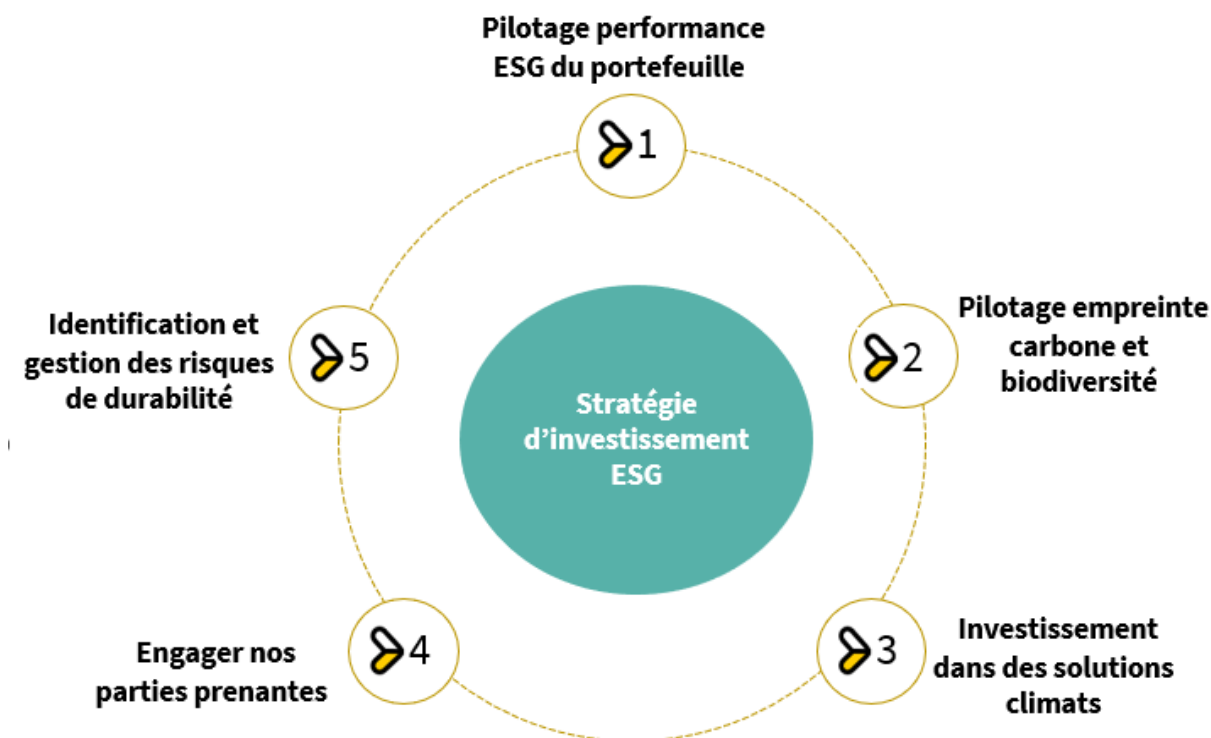 Pilotage performance
ESG du portefeuille
1
Pilotage empreinte
carbone et
biodiversité
2
Investissement
dans des solutions
climats
3
Engager nos
parties prenantes
4
Identification et
gestion des risques
de durabilité
5
Stratégie
d’investissement
ESG